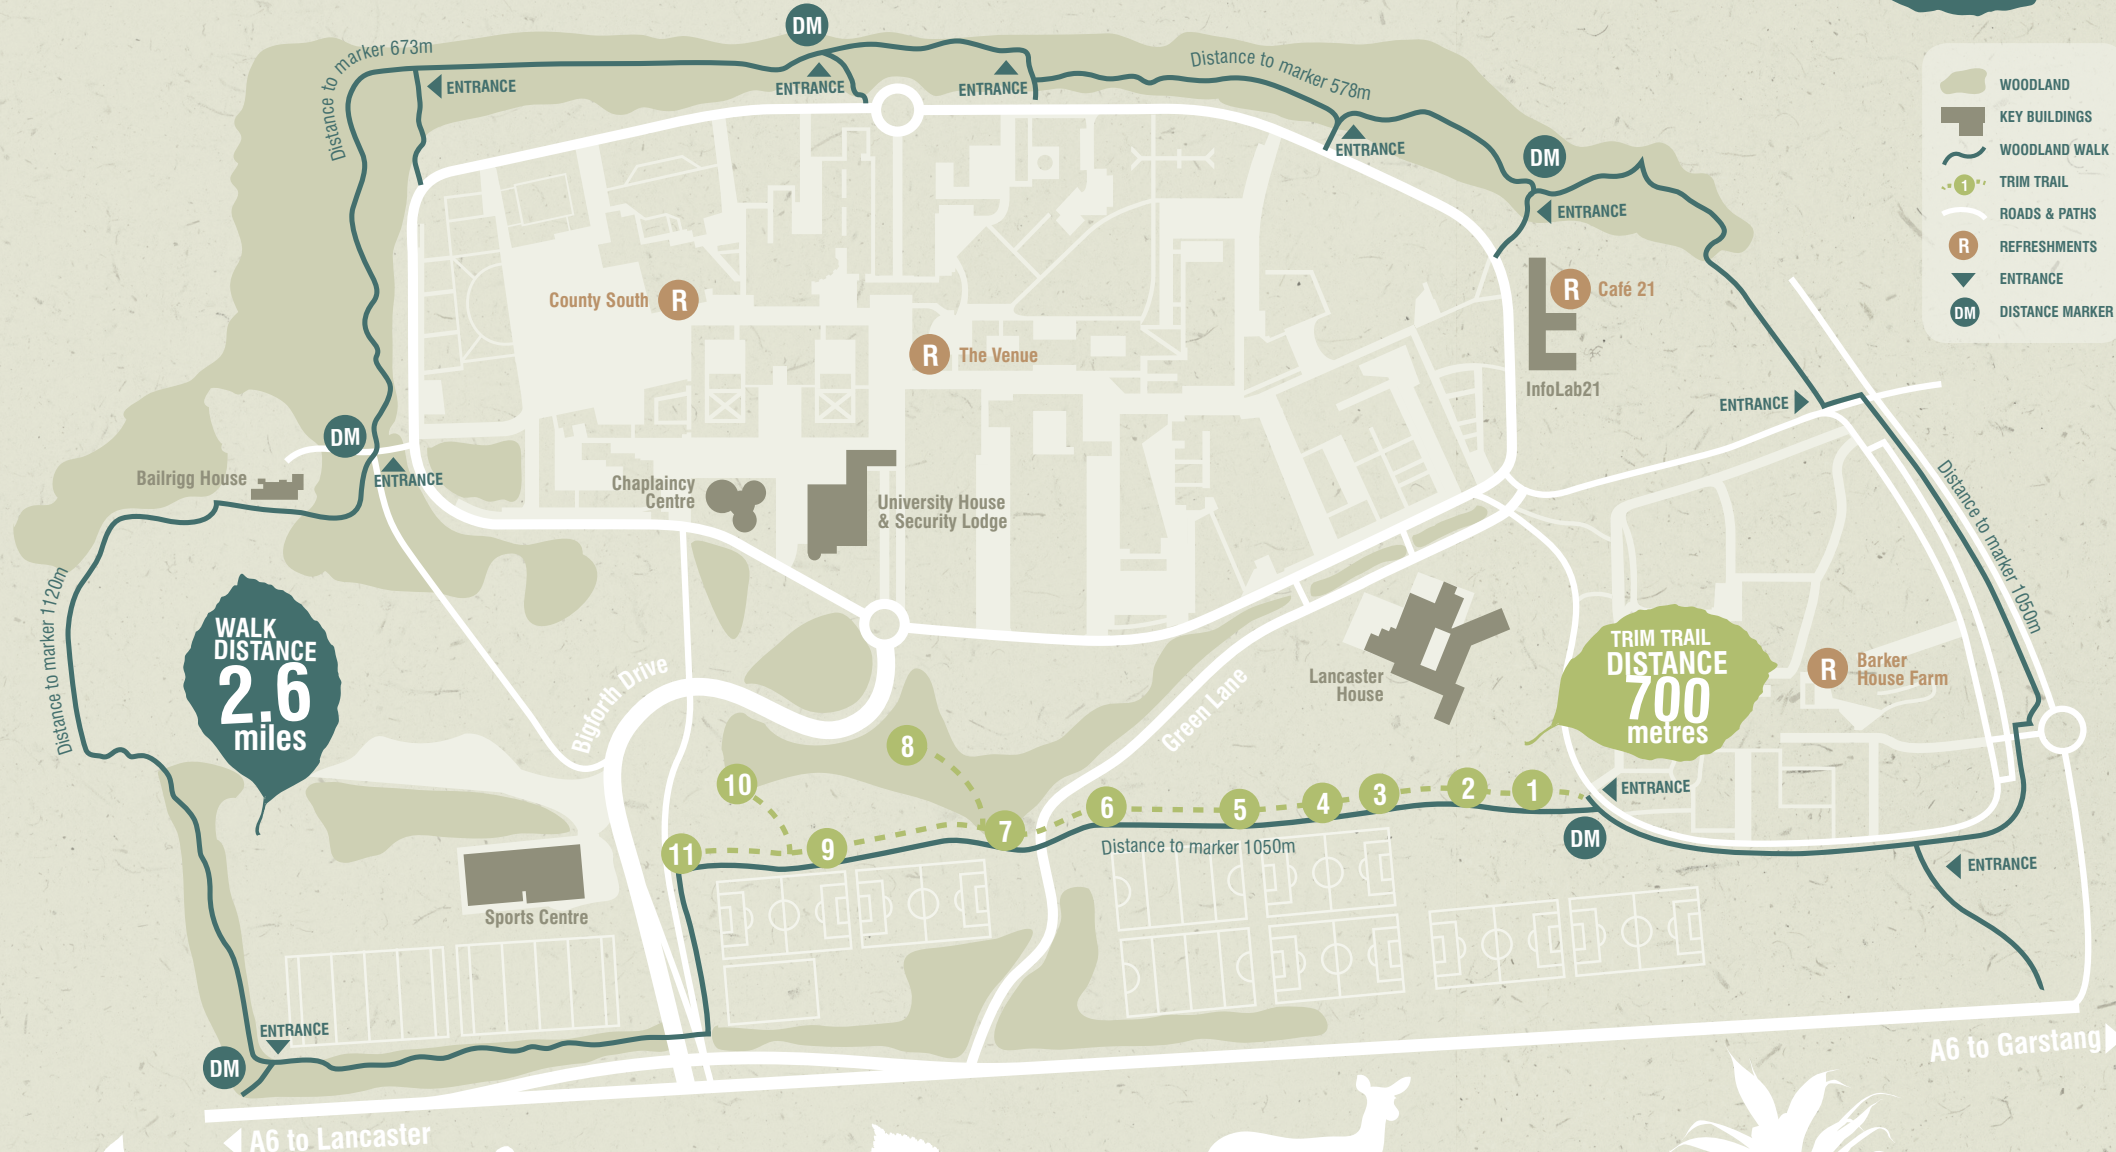 DM
Distance to marker 673m
ENTRANCE
ENTRANCE
ENTRANCE
Distance to marker 578m
ENTRANCE
DM
ENTRANCE
WOODLAND
KEY BUILDINGS
WOODLAND WALK
1
TRIM TRAIL
ROADS & PATHS
R
REFRESHMENTS
ENTRANCE
DM
DISTANCE MARKER
County South
R
R
The Venue
R
Café 21
InfoLab21
ENTRANCE
DM
ENTRANCE
Bailrigg House
Chaplaincy
Centre
University House
& Security Lodge
Distance to marker 1050m
Distance to marker 1120m
WALK
DISTANCE
2.6
miles
Bigforth Drive
Green Lane
Lancaster
House
TRIM TRAIL
DISTANCE
700
metres
R
Barker
House Farm
8
10
11
9
7
6
5
4
3
2
1
ENTRANCE
DM
Distance to marker 1050m
ENTRANCE
Sports Centre
ENTRANCE
DM
A6 to Lancaster
A6 to Garstang